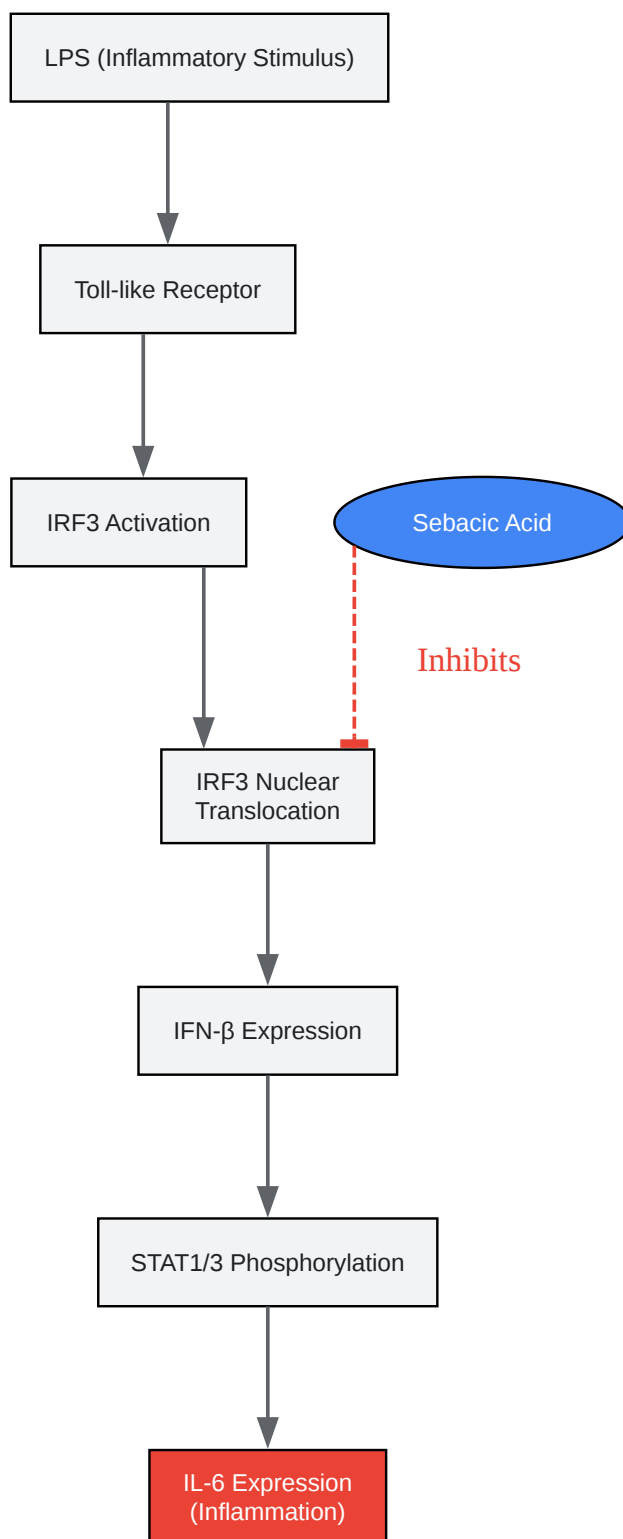 LPS (Inflammatory Stimulus)
Toll-like Receptor
IRF3 Activation
Sebacic Acid
Inhibits
IRF3 Nuclear
Translocation
IFN-β Expression
STAT1/3 Phosphorylation
IL-6 Expression
(Inflammation)